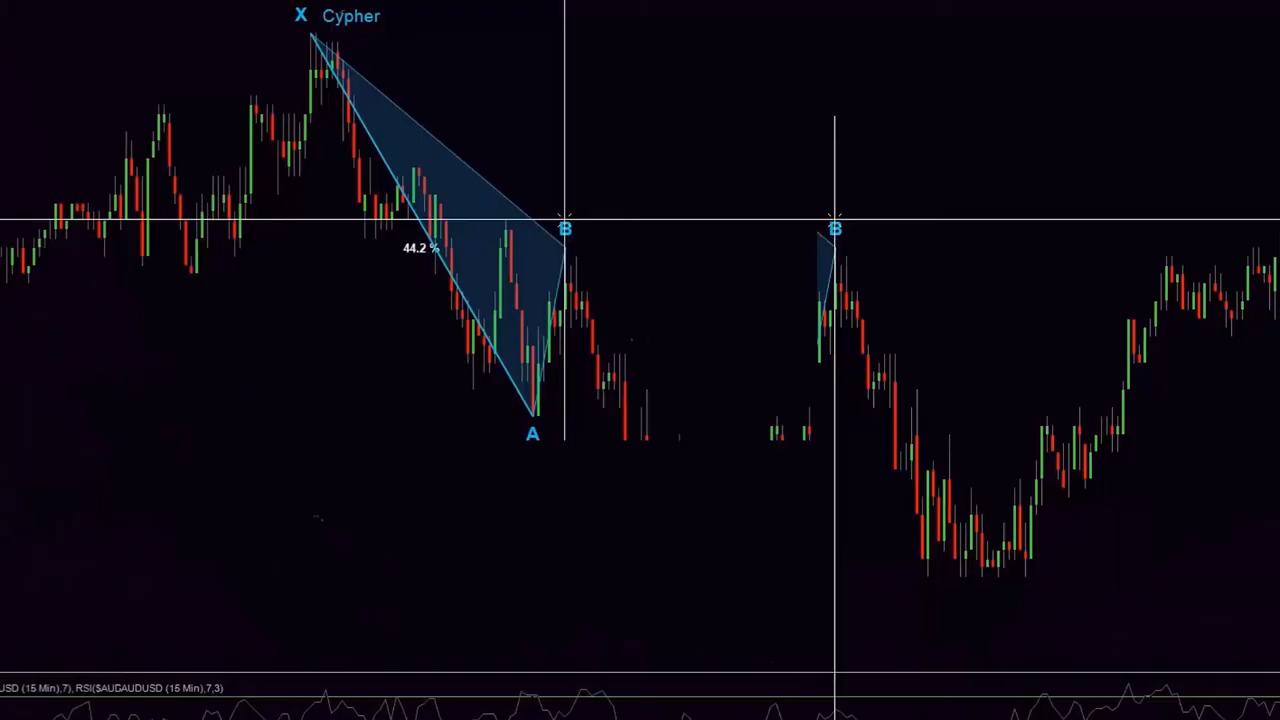 X Cypher
B B
44.2 %
A
USD (15 Min),7), RSI($AUGAUDUSD (15 Min),7,3)